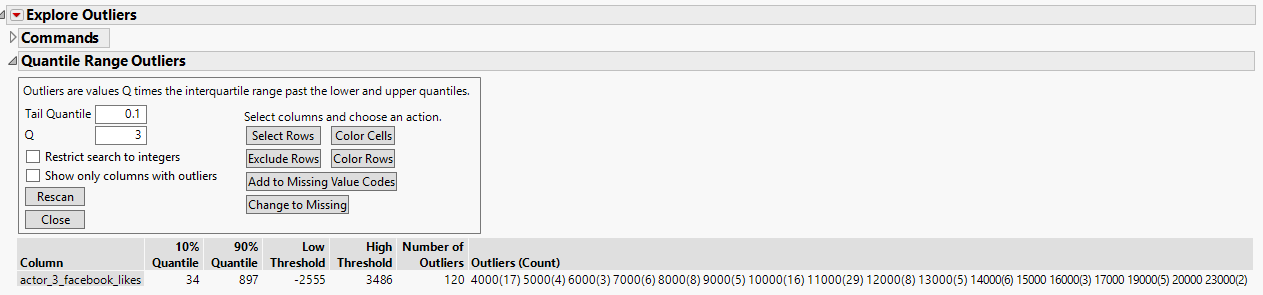 Explore Outliers
Commands
Quantile Range Outliers
Outliers are values Q times the interquartile range past the lower and upper quantiles.
Tail Quantile 0.1
Q 3
Restrict search to integers
Show only columns with outliers
Rescan
Close
Select columns and choose an action.
Select Rows Color Cells
Exclude Rows Color Rows
Add to Missing Value Codes
Change to Missing
10% 90% Low High Number of
Column Quantile Quantile Threshold Threshold Outliers Outliers (Count)
actor_3_facebook_likes 34 897 -2555 3486 120 4000(17) 5000(4) 6000(3) 7000(6) 8000(8) 9000(5) 10000(16) 11000(29) 12000(8) 13000(5) 14000(6) 15000 16000(3) 17000 19000(5) 20000 23000(2)